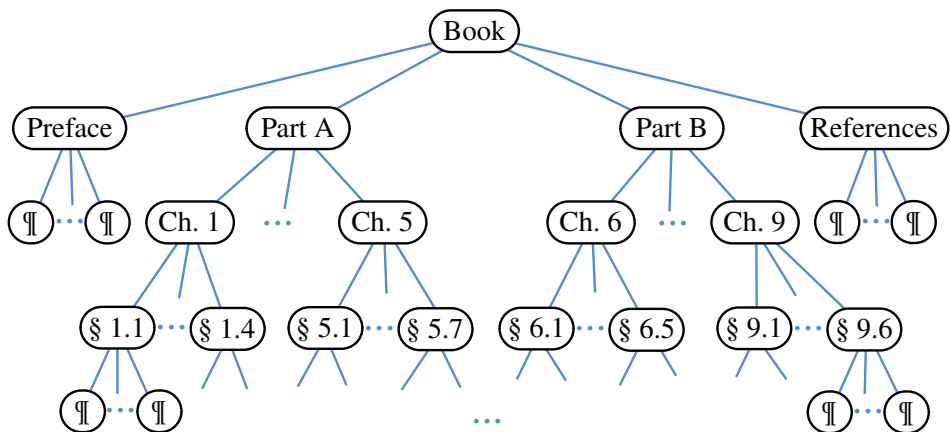 Book
Preface Part A Part B References
¶ ··· ¶ Ch. 1 ··· Ch. 5 Ch. 6 ··· Ch. 9 ¶ ··· ¶
§ 1.1 ··· § 1.4 § 5.1 ··· § 5.7 § 6.1 ··· § 6.5 § 9.1 ··· § 9.6
¶ ··· ¶ ··· ¶ ··· ¶